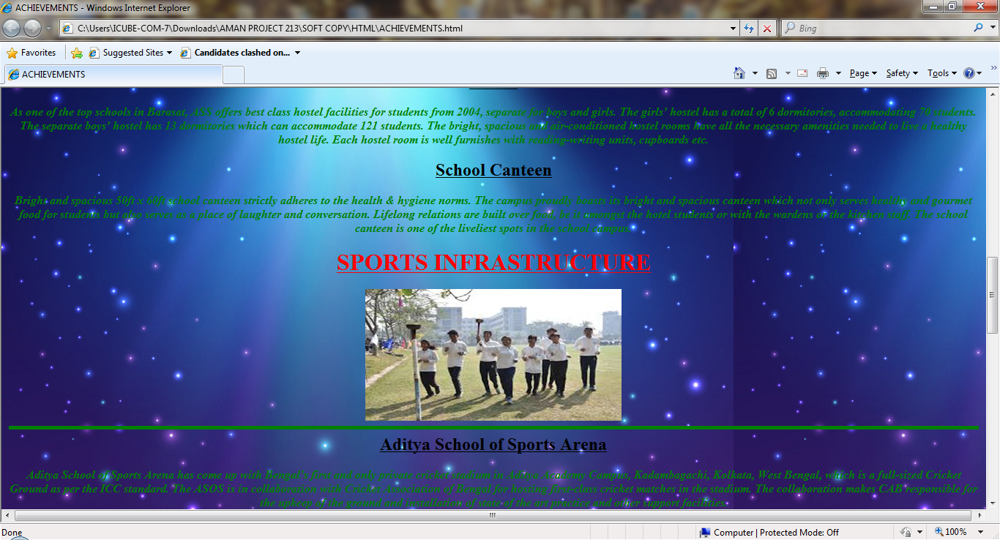 ACHIEVEMENTS - Windows Internet Explorer
C:\Users\ICUBE-COM-7\Downloads\AMAN PROJECT 213\SOFT COPY\HTML\ACHIEVEMENTS.html
Bing
Favorites
Suggested Sites
Candidates clashed on...
ACHIEVEMENTS
Page
Safety
Tools
As one of the top schools in Barasat, ASS offers best class hostel facilities for students from 2004, separate for boys and girls. The girls' hostel has a total of 6 dormitories, accommodating 70 students.
The separate boys' hostel has 13 dormitories which can accommodate 121 students. The bright, spacious and air-conditioned hostel rooms have all the necessary amenities needed to live a healthy
hostel life. Each hostel room is well furnishes with reading-writing units, cupboards etc.
School Canteen
Bright and spacious 50ft x 60ft school canteen strictly adheres to the health & hygiene norms. The campus proudly boasts its bright and spacious canteen which not only serves healthy and gourmet
food for students but also serves as a place of laughter and conversation. Lifelong relations are built over food, be it amongst the hotel students or with the wardens or the kitchen staff. The school
canteen is one of the liveliest spots in the school campus.
SPORTS INFRASTRUCTURE
Aditya School of Sports Arena
Aditya School of Sports Arena has come up with Bengal's first and only private cricket stadium in Aditya Academy Campus, Kadambagachi, Kolkata, West Bengal, which is a full-sized Cricket
Ground as per the ICC standard. The ASOS is in collaboration with Cricket Association of Bengal for hosting first-class cricket matches in the stadium. The collaboration makes CAB responsible for
the upkeep of the ground and installation of state of the art practice and other support facilities.
Done
Computer | Protected Mode: Off
100%